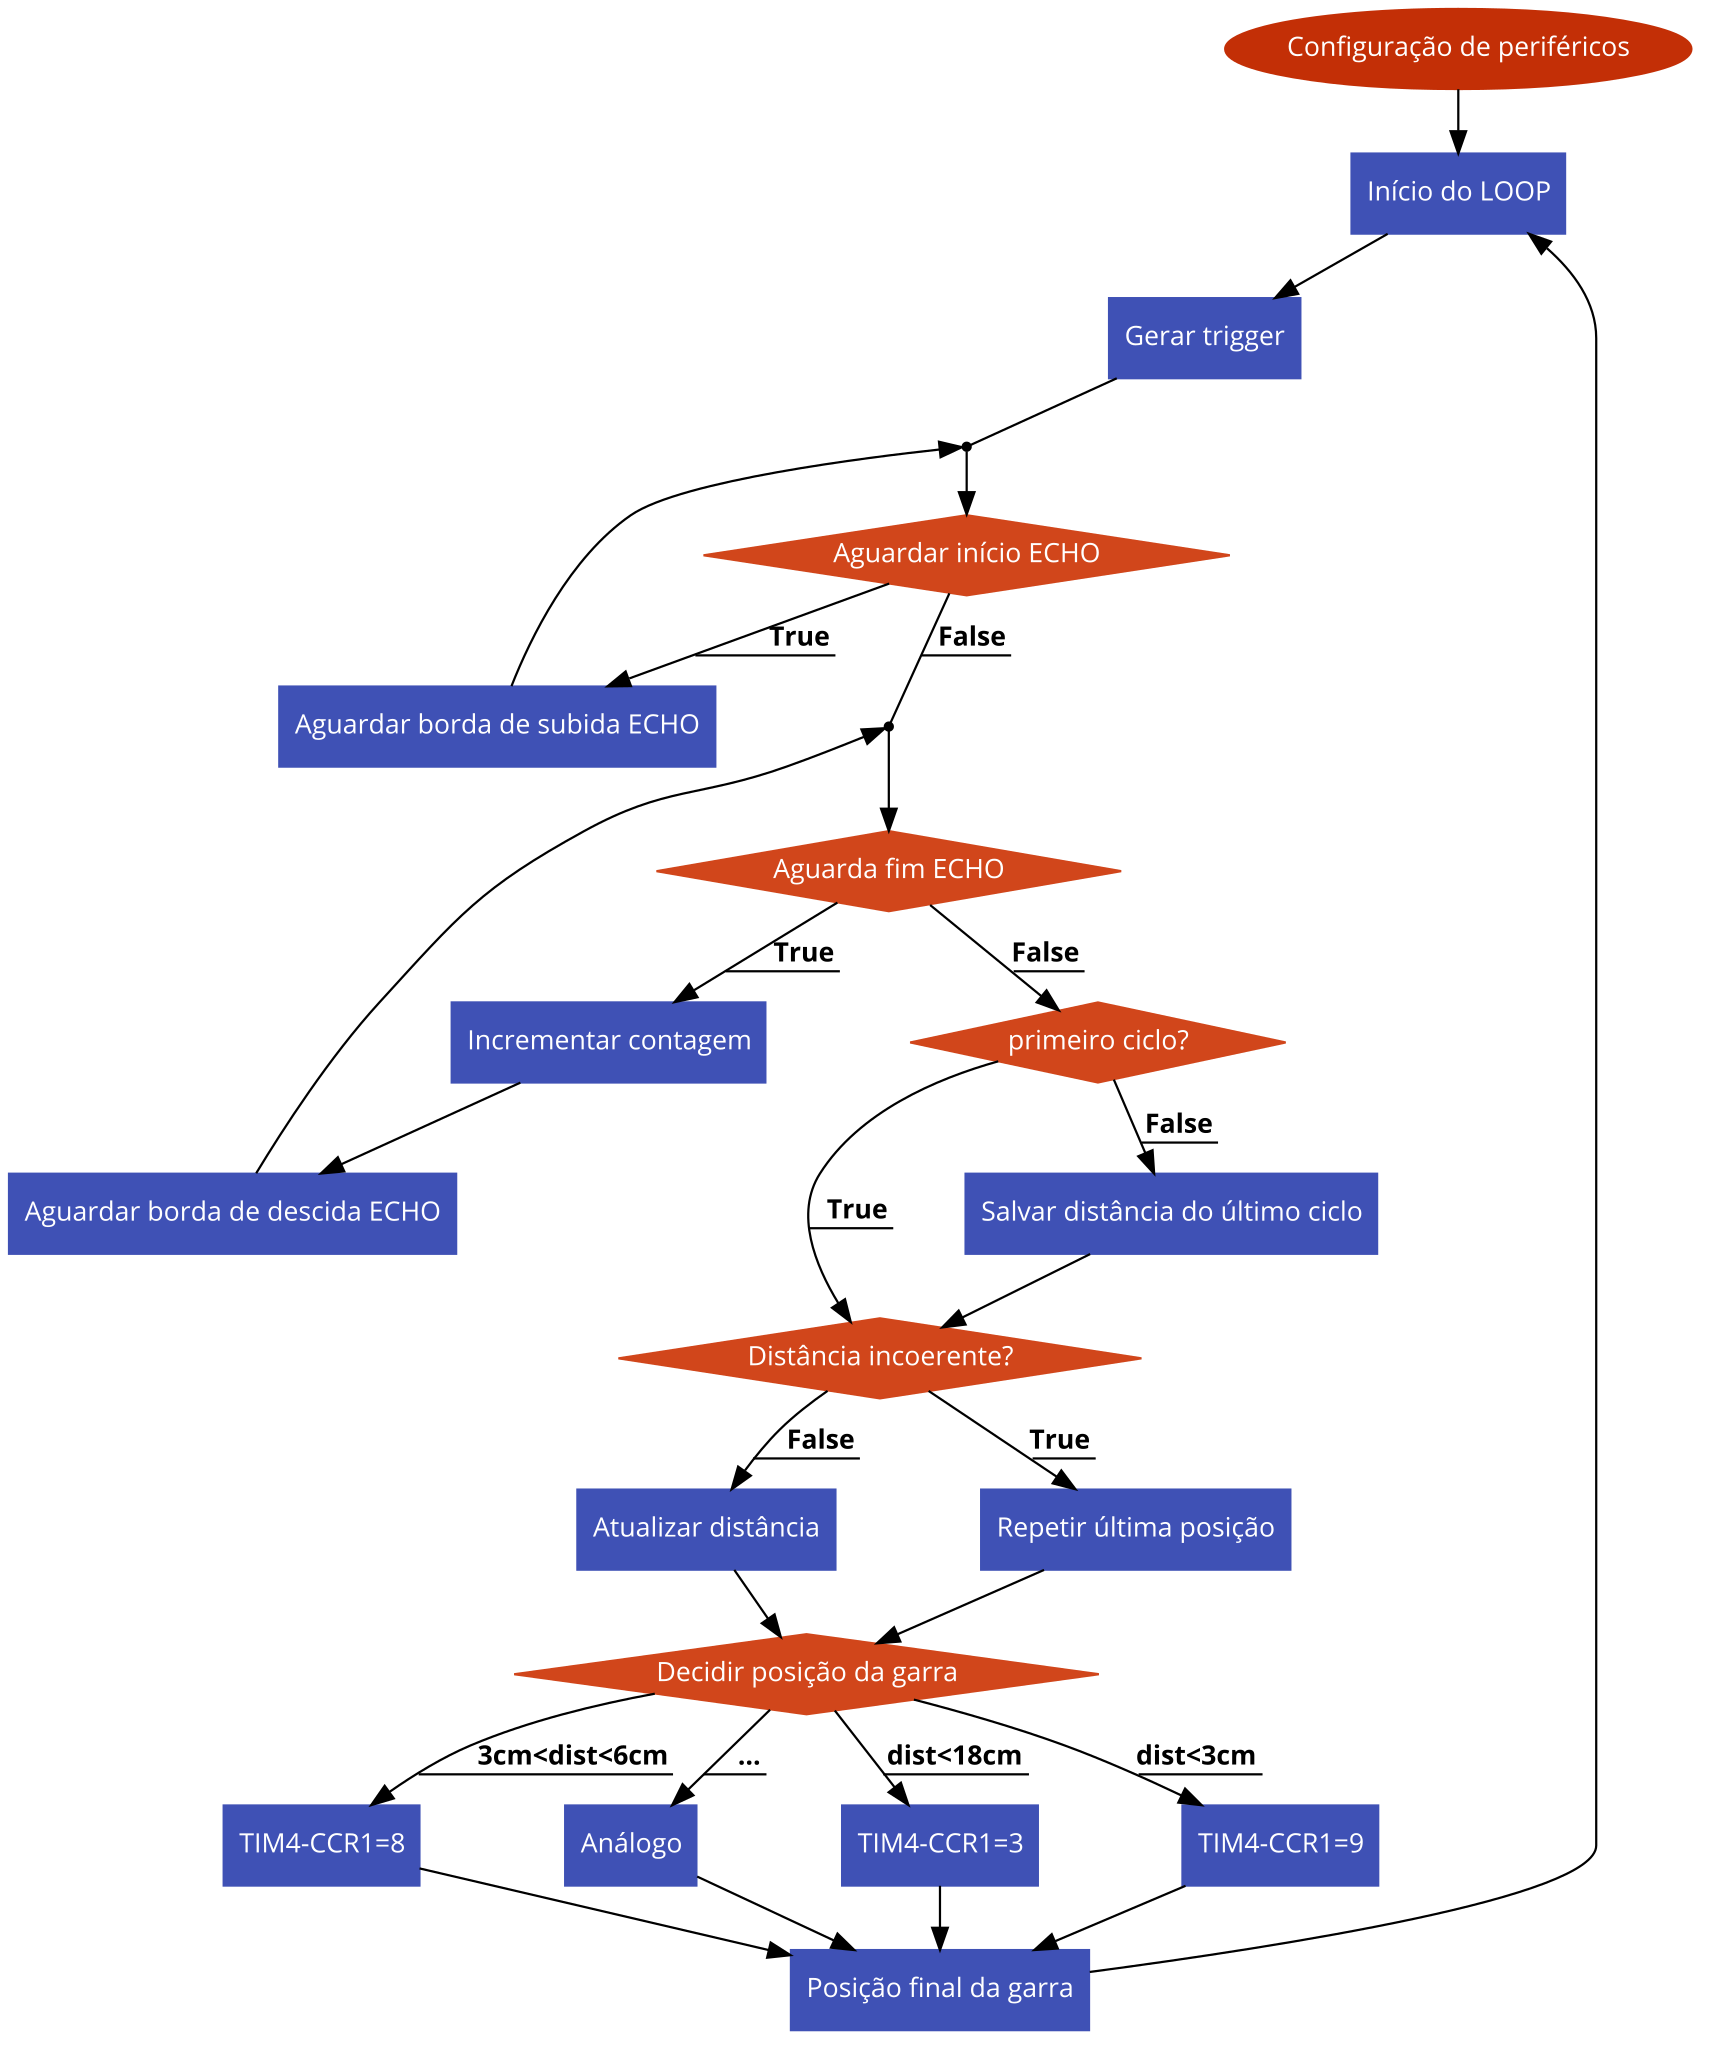 Configuração de periféricos
Início do LOOP
Gerar trigger
Aguardar início ECHO
True
False
Aguardar borda de subida ECHO
Aguarda fim ECHO
True
False
Incrementar contagem
primeiro ciclo?
False
Aguardar borda de descida ECHO
True
Salvar distância do último ciclo
Distância incoerente?
False
True
Atualizar distância
Repetir última posição
Decidir posição da garra
3cm<dist<6cm
...
dist<18cm
dist<3cm
TIM4-CCR1=8
Análogo
TIM4-CCR1=3
TIM4-CCR1=9
Posição final da garra